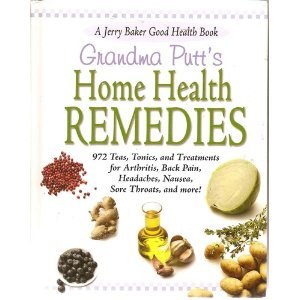 A Jerry Baker Good Health Book
Grandma Putt's
Home Health
REMEDIES
972 Teas, Tonics, and Treatments
for Arthritis, Back Pain,
Headaches, Nausea,
Sore Throats, and more!